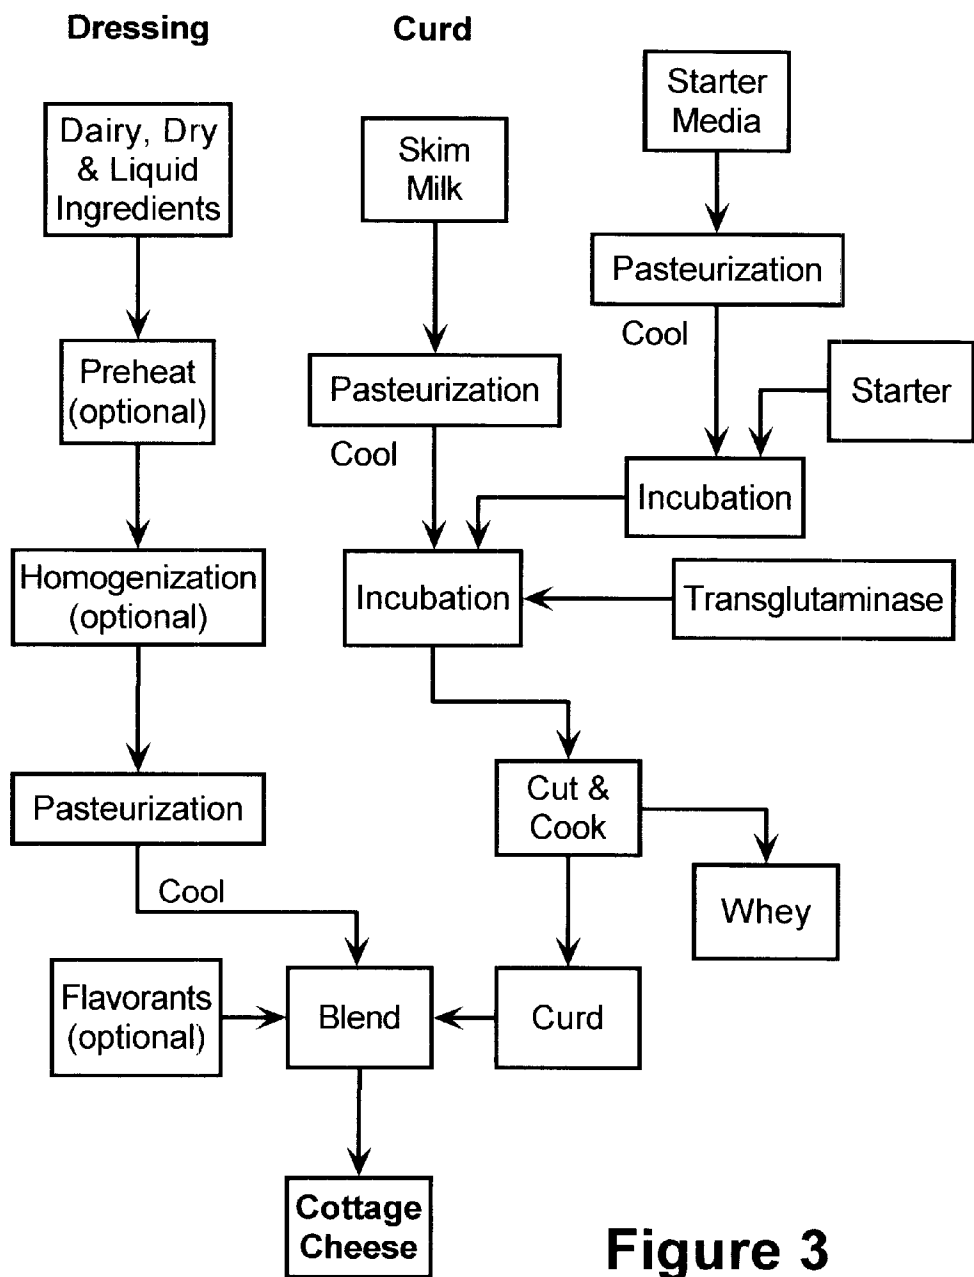 Dressing
Curd
Starter
Media
Dairy, Dry
& Liquid
Ingredients
Skim
Milk
Pasteurization
Cool
Preheat
(optional)
Pasteurization
Starter
Cool
Incubation
Homogenization
(optional)
Incubation
Transglutaminase
Pasteurization
Cut &
Cook
Cool
Whey
Flavorants
(optional)
Blend
Curd
Cottage
Cheese
Figure 3